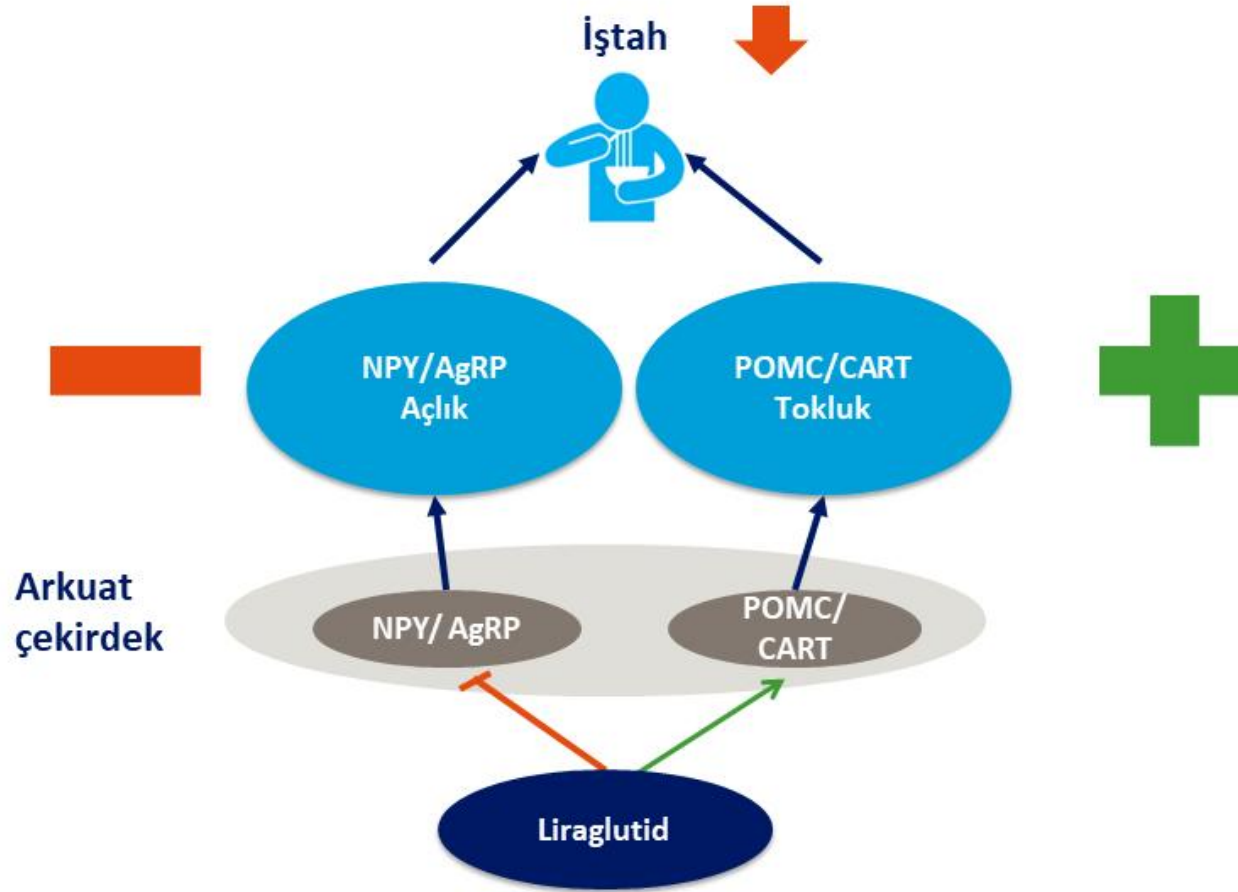 İştah
NPY/AgRP
Açlık
POMC/CART
Tokluk
Arkuat
çekirdek
NPY/ AgRP
POMC/
CART
Liraglutid